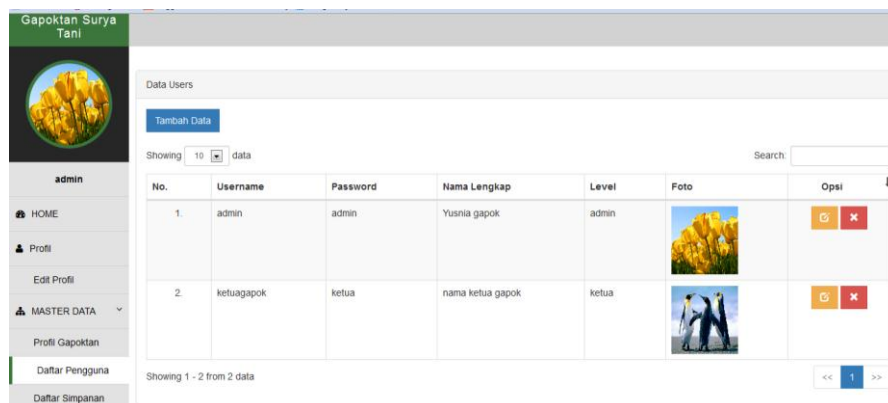 Gapoktan Surya
Tani
admin
HOME
Profil
Edit Profil
MASTER DATA
Profil Gapoktan
Daftar Pengguna
Daftar Simpanan
Data Users
Tambah Data
Showing 10 data
Search:
No. Username Password Nama Lengkap Level Foto Opsi
1. admin admin Yusnia gapok admin
2. ketuagapok ketua nama ketua gapok ketua
Showing 1 - 2 from 2 data
<< 1 >>